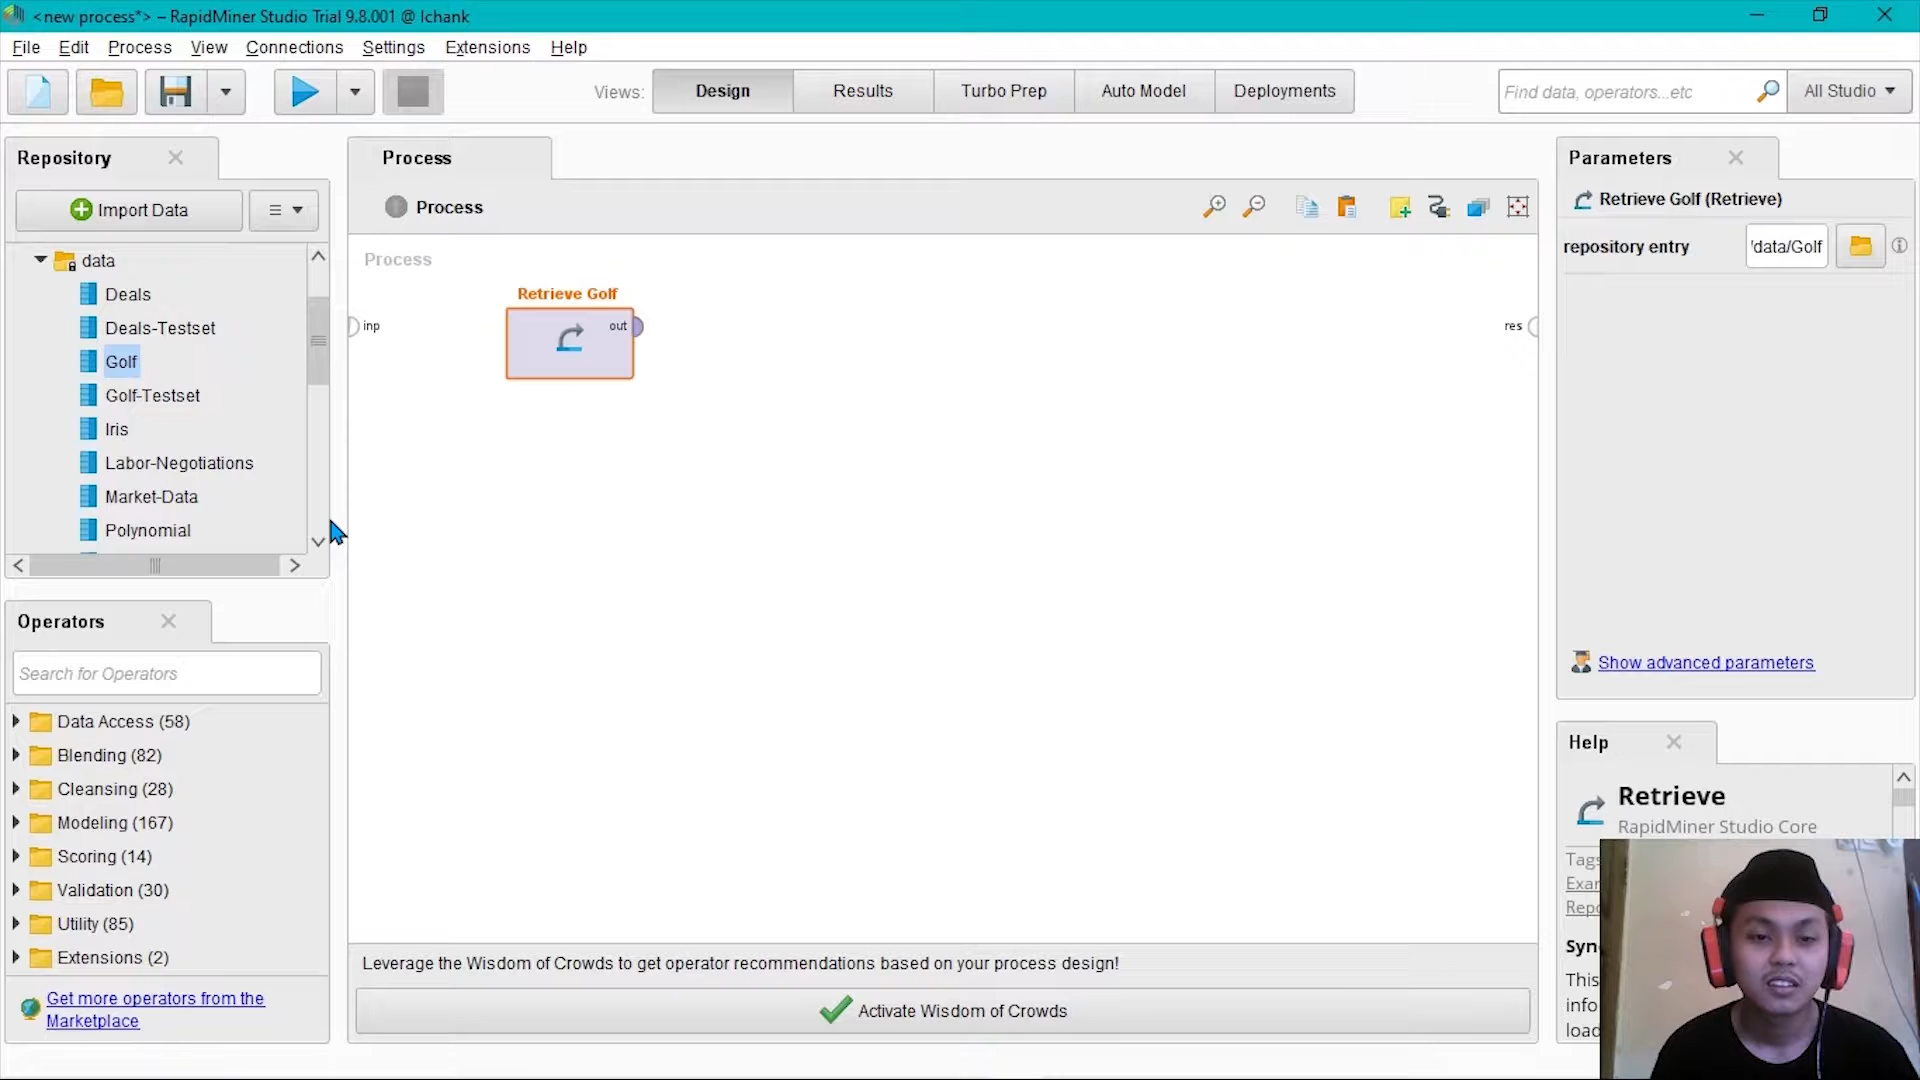 <new process*> – RapidMiner Studio Trial 9.8.001 @ Ichank
File Edit Process View Connections Settings Extensions Help
Views: Design Results Turbo Prep Auto Model Deployments Find data, operators...etc All Studio
Repository
Import Data
data
Deals
Deals-Testset
Golf
Golf-Testset
Iris
Labor-Negotiations
Market-Data
Polynomial
Operators
Search for Operators
Data Access (58)
Blending (82)
Cleansing (28)
Modeling (167)
Scoring (14)
Validation (30)
Utility (85)
Extensions (2)
Get more operators from the
Marketplace
Process
Process
Process
Retrieve Golf
inp
out
res
Leverage the Wisdom of Crowds to get operator recommendations based on your process design!
Activate Wisdom of Crowds
Parameters
Retrieve Golf (Retrieve)
repository entry 'data/Golf
Show advanced parameters
Help
Retrieve
RapidMiner Studio Core
Tags
This
info
load